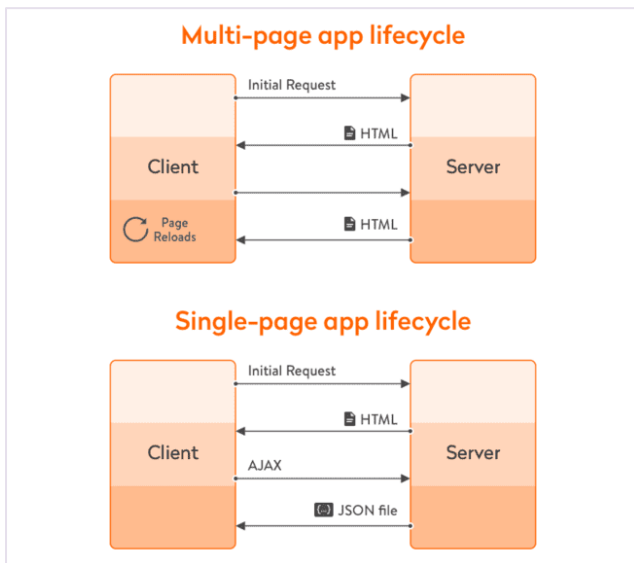 Multi-page app lifecycle
Initial Request
HTML
Client
Server
Page
Reloads
HTML
Single-page app lifecycle
Initial Request
HTML
Client
Server
AJAX
{..} JSON file